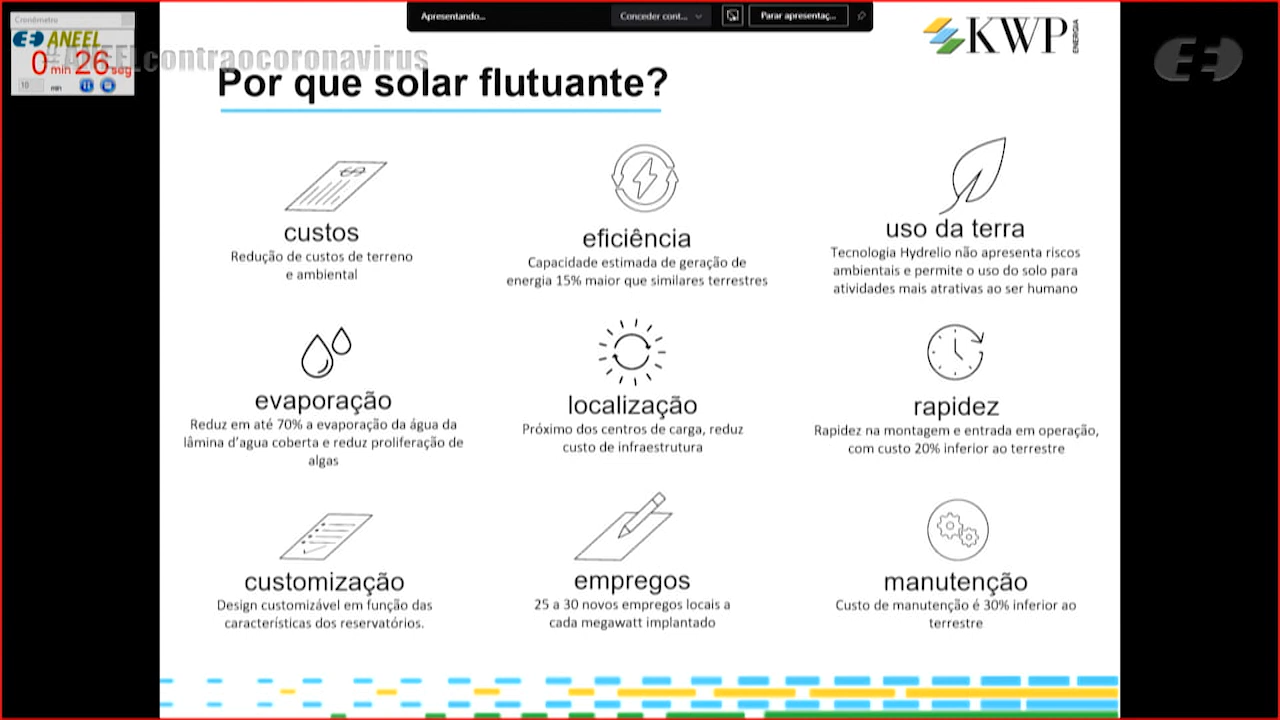 Cronômetro
ANEEL
0 min 26 seg
10 min
#ANEELcontraocoronavirus
Apresentando...
Conceder cont...
Parar apresentaç...
KWP
ENERGIA
Por que solar flutuante?
custos
Redução de custos de terreno
e ambiental
eficiência
Capacidade estimada de geração de
energia 15% maior que similares terrestres
uso da terra
Tecnologia Hydrelio não apresenta riscos
ambientais e permite o uso do solo para
atividades mais atrativas ao ser humano
evaporação
Reduz em até 70% a evaporação da água da
lâmina d'agua coberta e reduz proliferação de
algas
localização
Próximo dos centros de carga, reduz
custo de infraestrutura
rapidez
Rapidez na montagem e entrada em operação,
com custo 20% inferior ao terrestre
customização
Design customizável em função das
características dos reservatórios.
empregos
25 a 30 novos empregos locais a
cada megawatt implantado
manutenção
Custo de manutenção é 30% inferior ao
terrestre